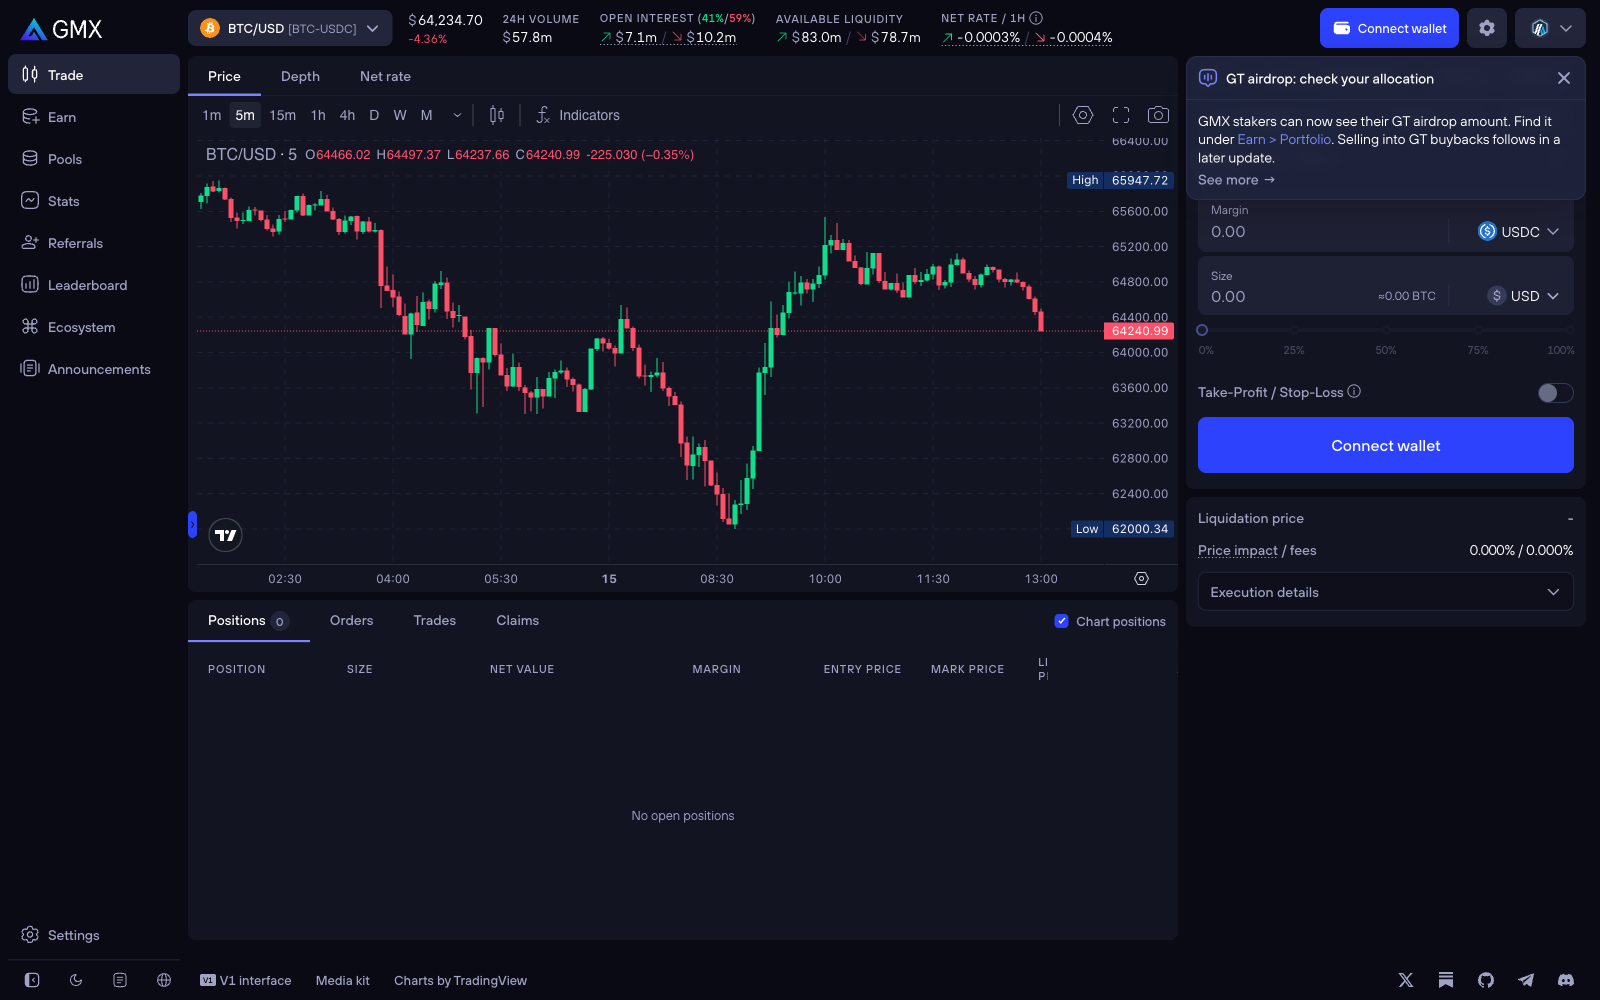 GMX
BTC/USD [BTC-USDC]
$64,234.70
-4.36%
24H VOLUME
$57.8m
OPEN INTEREST (41%/59%)
$7.1m / $10.2m
AVAILABLE LIQUIDITY
$83.0m / $78.7m
NET RATE / 1H
-0.0003% / -0.0004%
Connect wallet
Trade
Earn
Pools
Stats
Referrals
Leaderboard
Ecosystem
Announcements
Settings
Price
Depth
Net rate
1m 5m 15m 1h 4h D W M
Indicators
BTC/USD · 5 O64466.02 H64497.37 L64237.66 C64240.99 -225.030 (−0.35%)
66400.00
High 65947.72
65600.00
65200.00
64800.00
64400.00
64240.99
64000.00
63600.00
63200.00
62800.00
62400.00
Low 62000.34
02:30 04:00 05:30 15 08:30 10:00 11:30 13:00
GT airdrop: check your allocation
GMX stakers can now see their GT airdrop amount. Find it
under Earn > Portfolio. Selling into GT buybacks follows in a
later update.
See more →
Margin
0.00
USDC
Size
0.00
≈0.00 BTC
$ USD
0% 25% 50% 75% 100%
Take-Profit / Stop-Loss
Connect wallet
Liquidation price -
Price impact / fees 0.000% / 0.000%
Execution details
Positions 0
Orders
Trades
Claims
Chart positions
POSITION SIZE NET VALUE MARGIN ENTRY PRICE MARK PRICE
No open positions
V1 V1 interface
Media kit
Charts by TradingView